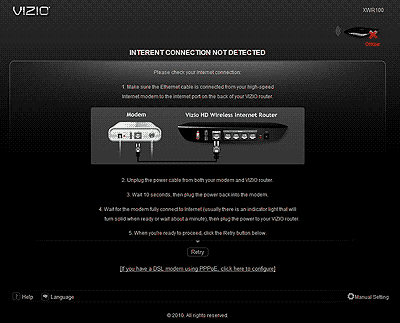 VIZIO
XWR100
Offline
INTERENT CONNECTION NOT DETECTED
Please check your Internet connection:
1. Make sure the Ethernet cable is connected from your high-speed
Internet modem to the internet port on the back of your VIZIO router.
Modem
Vizio HD Wireless Internet Router
2. Unplug the power cable from both your modem and VIZIO router.
3. Wait 10 seconds, then plug the power back into the modem.
4. Wait for the modem fully connect to Internet (usually there is an indicator light that will
turn solid when ready or wait about a minute), then plug the power to your VIZIO router.
5. When you're ready to proceed, click the Retry button below.
Retry
[If you have a DSL modem using PPPoE, click here to configure]
? Help
Language
Manual Setting
© 2010. All rights reserved.